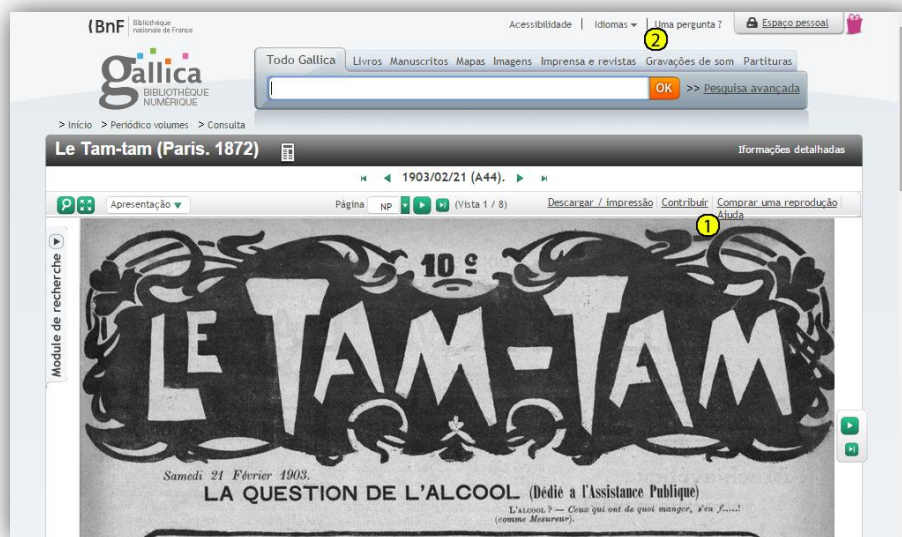 {BnF Bibliothèque
nationale de France
Acessibilidade | Idiomas | Uma pergunta ? Espaço pessoal
2
gallica
BIBLIOTHÈQUE
NUMÉRIQUE
Todo Gallica Livros Manuscritos Mapas Imagens Imprensa e revistas Gravações de som Partituras
OK >> Pesquisa avançada
> Início > Periódico volumes > Consulta
Le Tam-tam (Paris. 1872)
Iformações detalhadas
1903/02/21 (A44).
Apresentação
Página NP (Vista 1 / 8)
Descargar / impressão | Contribuir | Comprar uma reprodução |
Ajuda
1
Module de recherche
10 c
LE TAM-TAM
Samedi 21 Février 1903.
LA QUESTION DE L'ALCOOL (Dédié a l'Assistance Publique)
L'ALCOOL ? — Ceux qui ont de quoi manger, s'en f.....!
(comme Mesureur).